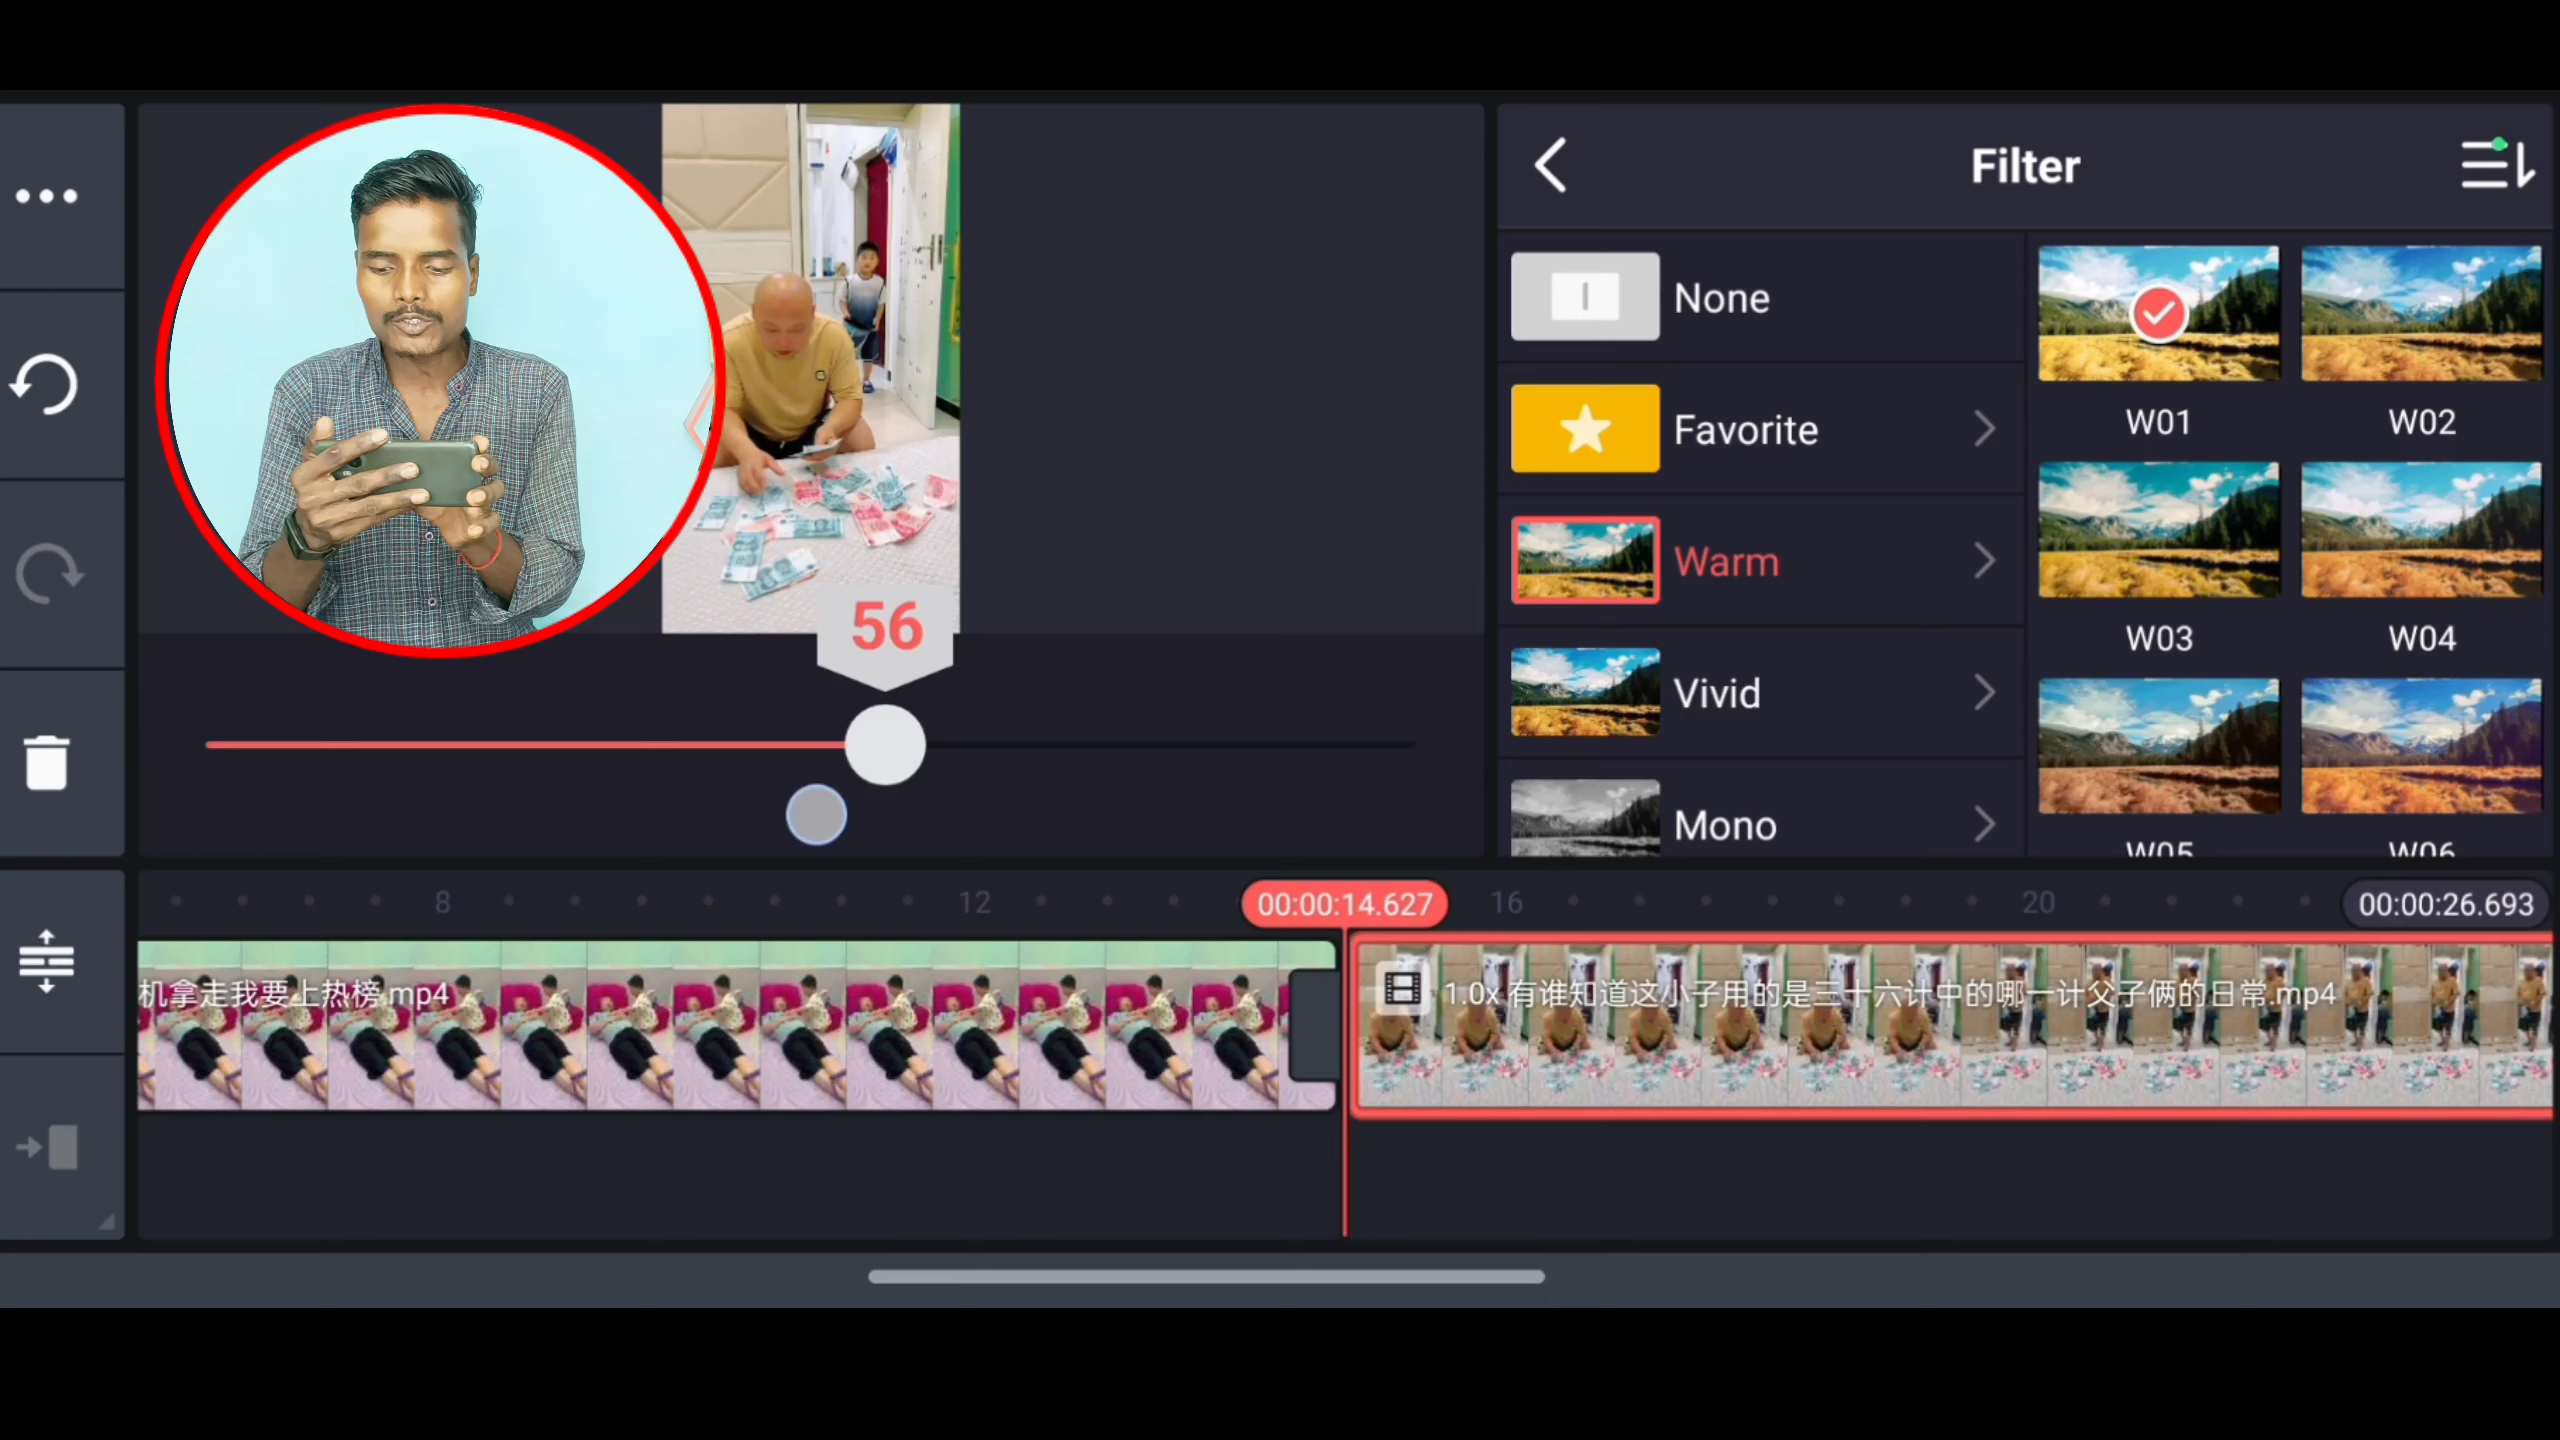 Filter
None
Favorite
Warm
Vivid
Mono
W01
W02
W03
W04
W05
W06
56
8
12
00:00:14.627
16
20
00:00:26.693
机拿走我要上热榜.mp4
1.0x 有谁知道这小子用的是三十六计中的哪一计父子俩的日常.mp4